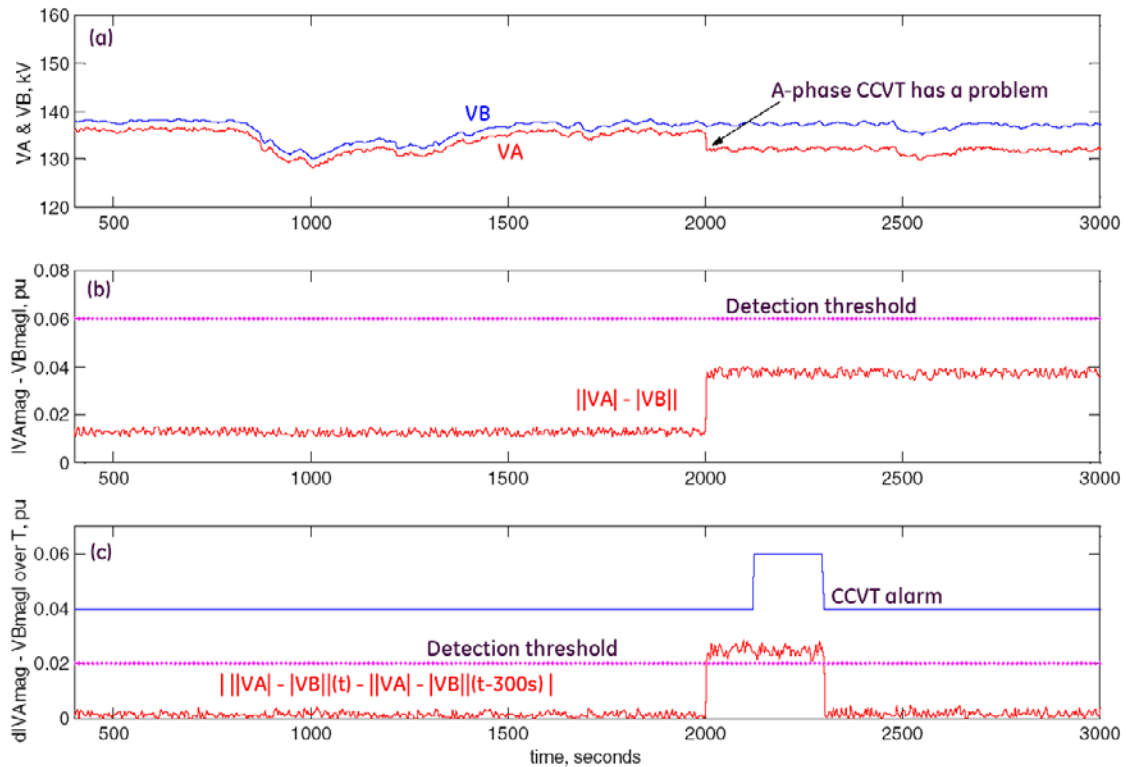 160
(a)
150
A-phase CCVT has a problem
VA & VB, kV
140
VB
130
VA
120
500 1000 1500 2000 2500 3000
0.08
(b)
Detection threshold
0.06
IVAmag - VBmagI, pu
0.04
||VA| - |VB||
0.02
0
500 1000 1500 2000 2500 3000
(c)
0.06
dIVAmag - VBmagI over T, pu
CCVT alarm
0.04
Detection threshold
0.02
| ||VA| - |VB||(t) - ||VA| - |VB||(t-300s) |
0
500 1000 1500 2000 2500 3000
time, seconds